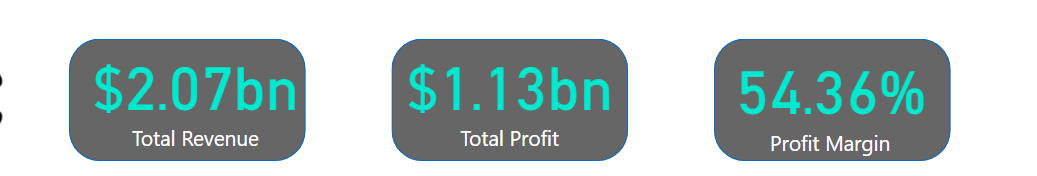 $2.07bn
Total Revenue
$1.13bn
Total Profit
54.36%
Profit Margin